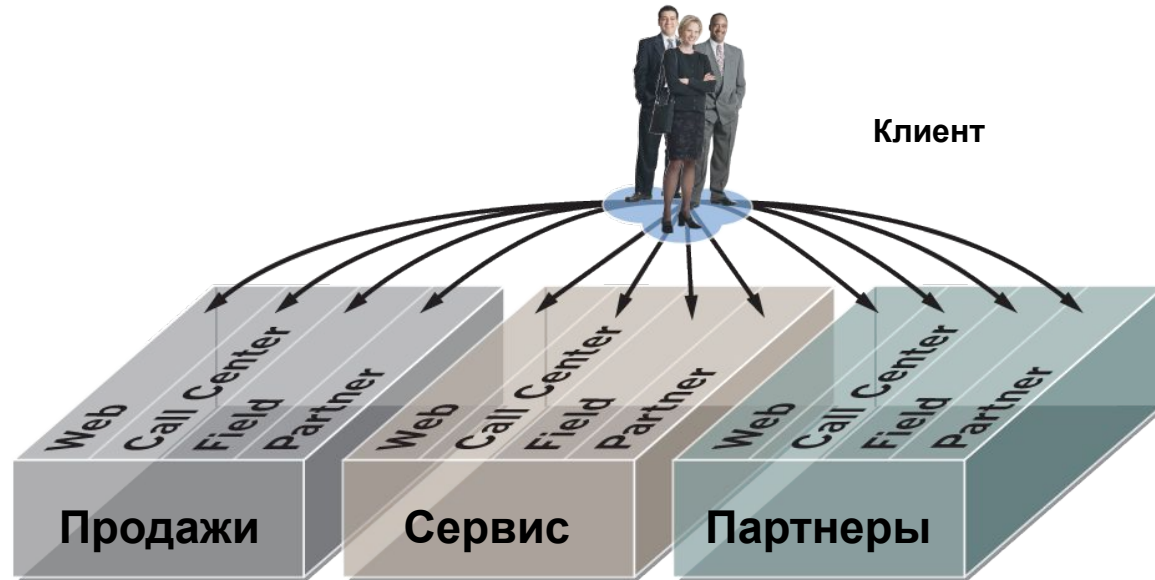 Клиент
Web
Call Center
Field
Partner
Web
Call Center
Field
Partner
Web
Call Center
Field
Partner
Продажи
Сервис
Партнеры